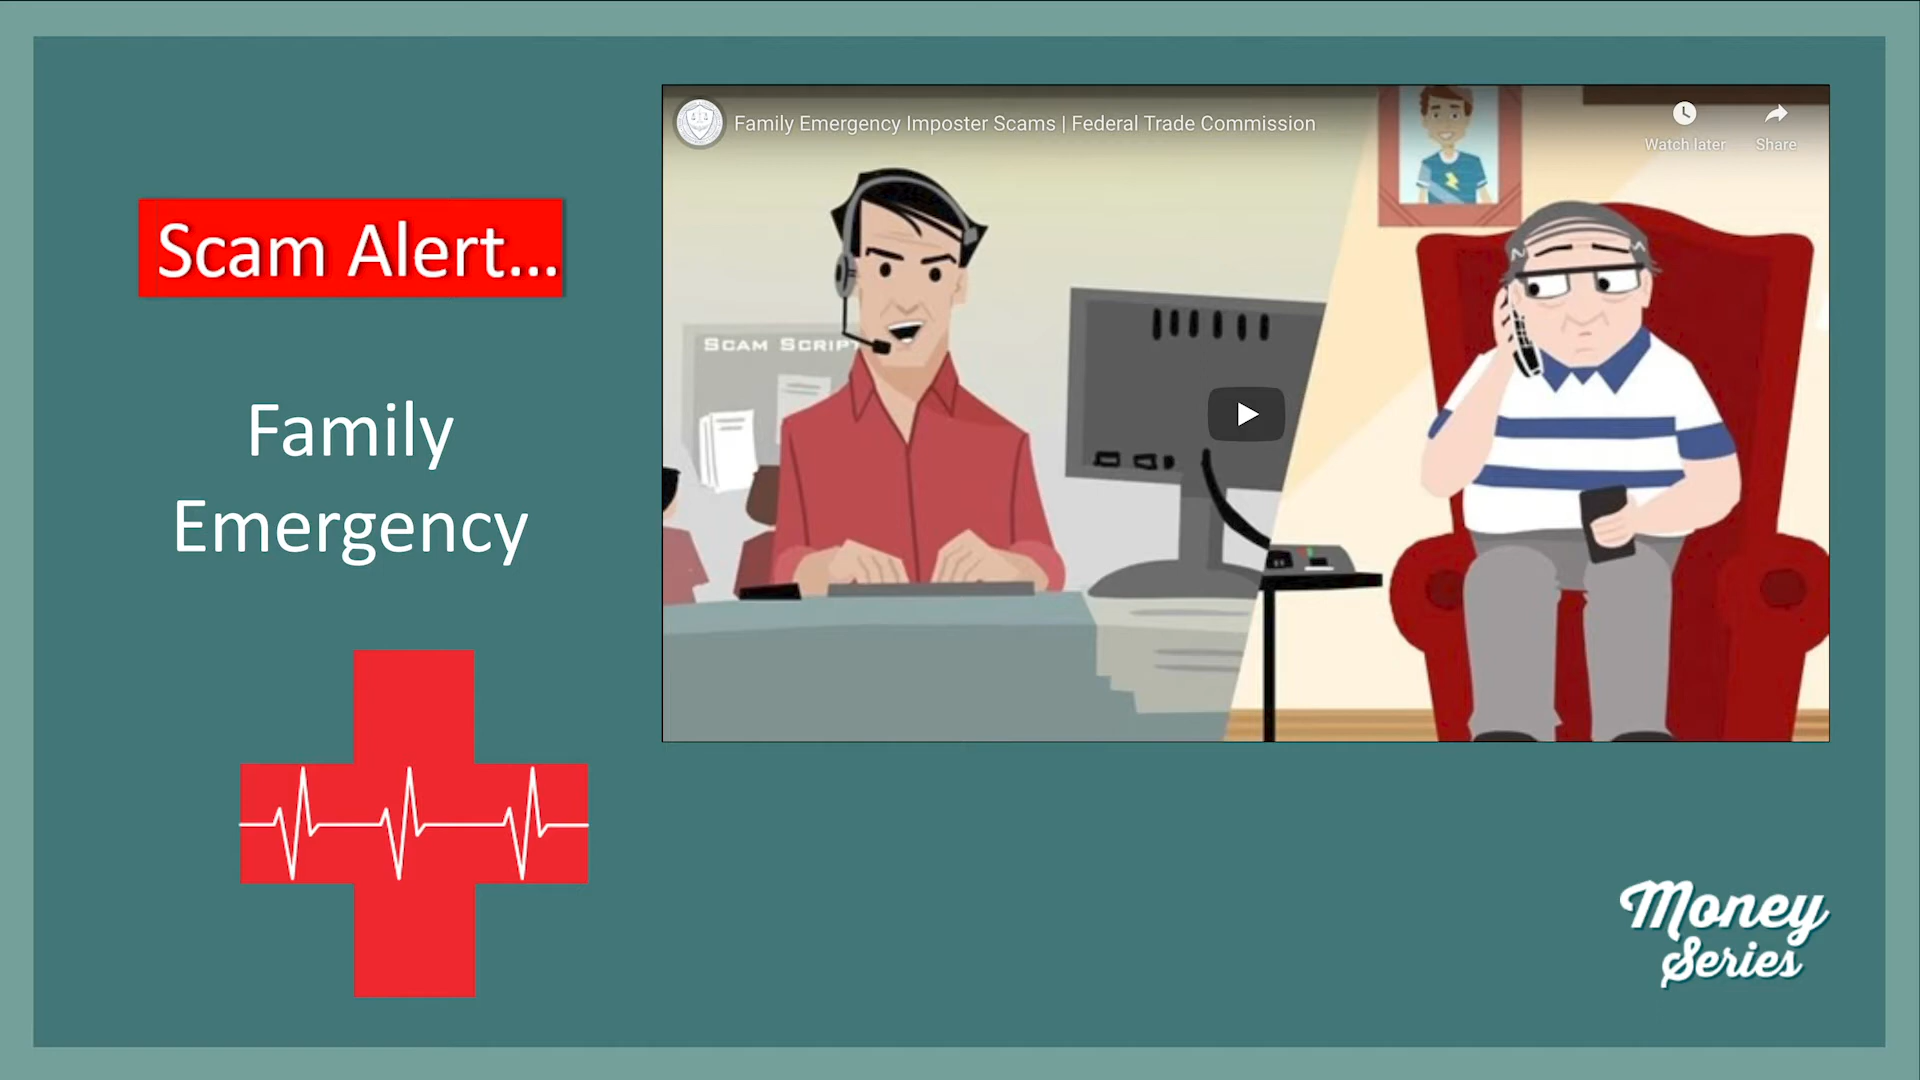 Scam Alert...
Family
Emergency
Family Emergency Imposter Scams | Federal Trade Commission
Watch later
Share
SCAM SCRIPT
Money
Series